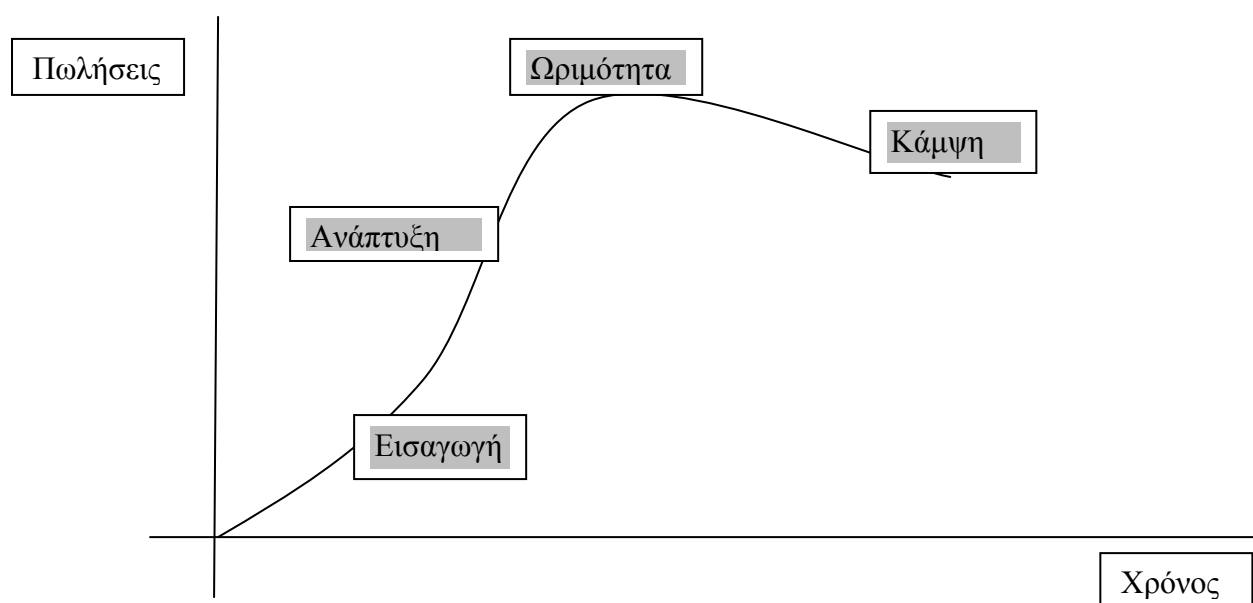 Πωλήσεις
Ωριμότητα
Κάμψη
Ανάπτυξη
Εισαγωγή
Χρόνος